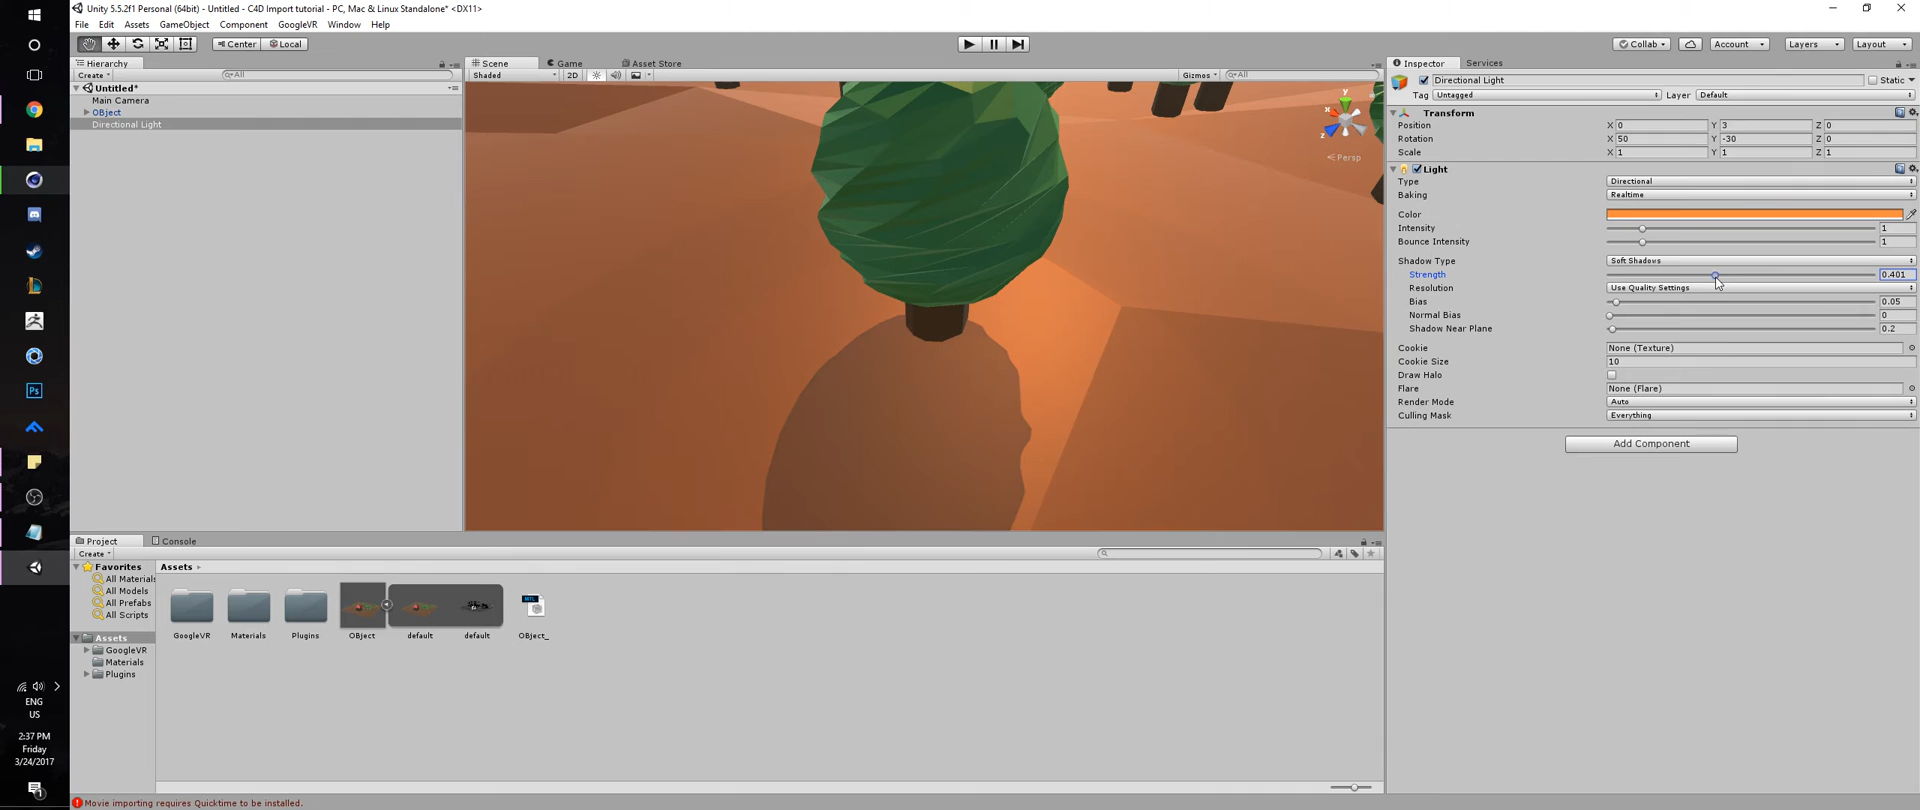 Unity 5.5.2f1 Personal (64bit) - Untitled - C4D Import tutorial - PC, Mac & Linux Standalone* <DX11>
File Edit Assets GameObject Component GoogleVR Window Help
Center Local Collab Account Layers Layout
Hierarchy
Create All
Untitled*
Main Camera
OBject
Directional Light
Scene Game Asset Store
Shaded 2D Gizmos All
y
x
z
Persp
Inspector Services
Directional Light Static
Tag Untagged Layer Default
Transform
Position X 0 Y 3 Z 0
Rotation X 50 Y -30 Z 0
Scale X 1 Y 1 Z 1
Light
Type Directional
Baking Realtime
Color
Intensity 1
Bounce Intensity 1
Shadow Type Soft Shadows
Strength 0.401
Resolution Use Quality Settings
Bias 0.05
Normal Bias 0
Shadow Near Plane 0.2
Cookie None (Texture)
Cookie Size 10
Draw Halo
Flare None (Flare)
Render Mode Auto
Culling Mask Everything
Add Component
Project Console
Create
Favorites
All Materials
All Models
All Prefabs
All Scripts
Assets
GoogleVR
Materials
Plugins
Assets
Ps
MTL
GoogleVR Materials Plugins OBject default default OBject_
ENG
US
2:37 PM
Friday
3/24/2017
Movie importing requires Quicktime to be installed.